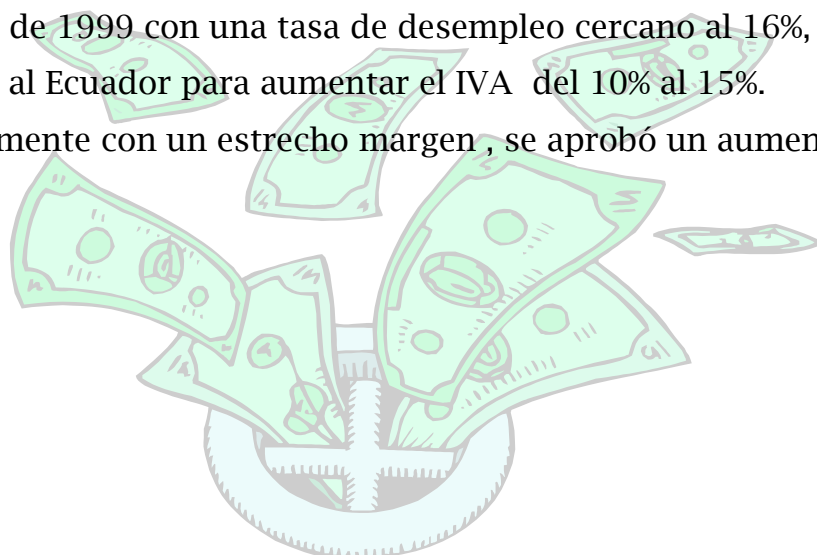 de 1999 con una tasa de desempleo cercano al 16%,
al Ecuador para aumentar el IVA  del 10% al 15%.
mente con un estrecho margen , se aprobó un aumen